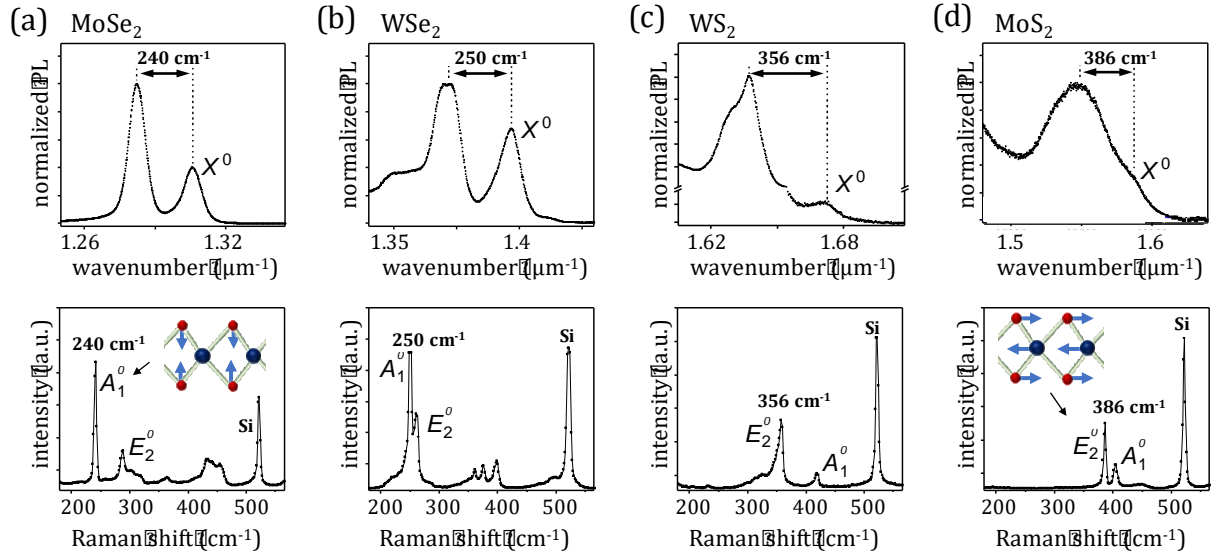 (a) MoSe2
240 cm-1
X0
normalized PL
1.26 1.32
wavenumber (μm-1)
(b) WSe2
250 cm-1
X0
normalized PL
1.35 1.4
wavenumber (μm-1)
(c) WS2
356 cm-1
X0
normalized PL
1.62 1.68
wavenumber (μm-1)
(d) MoS2
386 cm-1
X0
normalized PL
1.5 1.6
wavenumber (μm-1)
240 cm-1
A10
E20
Si
intensity (a.u.)
200 300 400 500
Raman shift (cm-1)
250 cm-1
A10
E20
Si
intensity (a.u.)
200 300 400 500
Raman shift (cm-1)
356 cm-1
E20
A10
Si
intensity (a.u.)
200 300 400 500
Raman shift (cm-1)
386 cm-1
E20
A10
Si
intensity (a.u.)
200 300 400 500
Raman shift (cm-1)